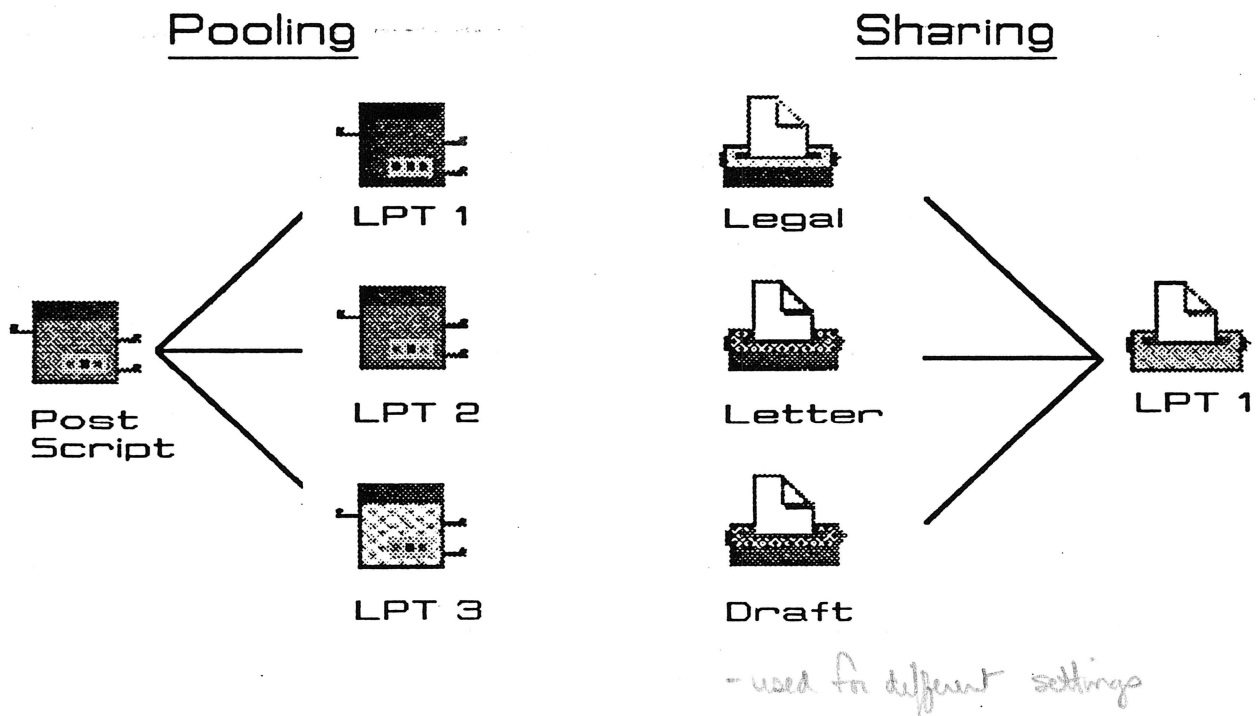 Pooling
Sharing
LPT 1
LPT 2
LPT 3
Post
Script
Legal
Letter
Draft
LPT 1
- used for different settings